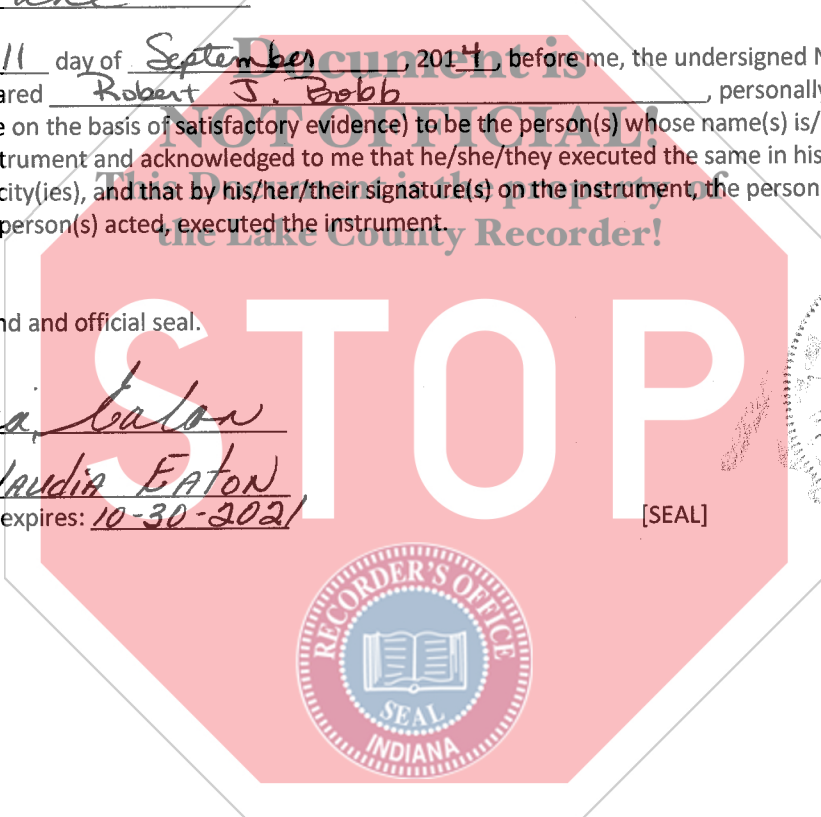 11 day of September, 2014, before me, the undersigned N
ared Robert J. Bobb, personally
e on the basis of satisfactory evidence) to be the person(s) whose name(s) is/
trument and acknowledged to me that he/she/they executed the same in his
city(ies), and that by his/her/their signature(s) on the instrument, the person
person(s) acted, executed the instrument.
Document is
NOT OFFICIAL!
This Document is the property of
the Lake County Recorder!
nd and official seal.
STOP
a Eaton
laudia Eaton
expires: 10-30-2021
[SEAL]
RECORDER'S OFFICE
SEAL
INDIANA